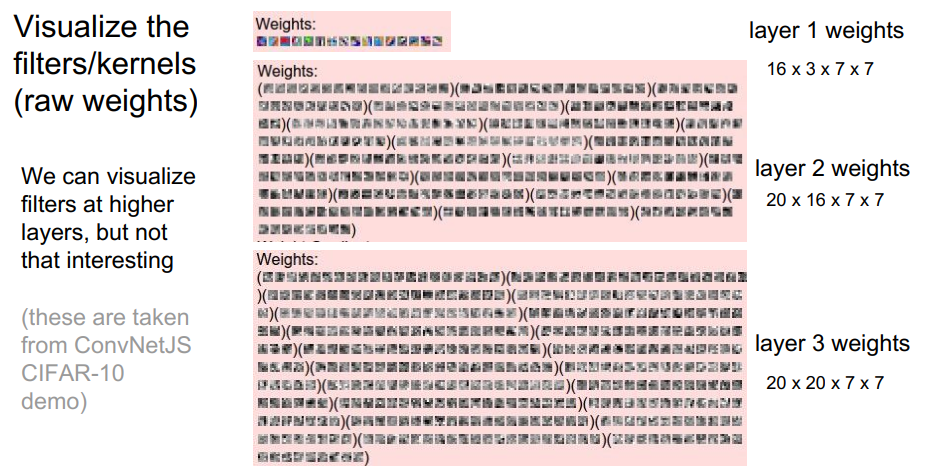 Visualize the
filters/kernels
(raw weights)
We can visualize
filters at higher
layers, but not
that interesting
(these are taken
from ConvNetJS
CIFAR-10
demo)
Weights:
layer 1 weights
16 x 3 x 7 x 7
Weights:
layer 2 weights
20 x 16 x 7 x 7
Weights:
layer 3 weights
20 x 20 x 7 x 7